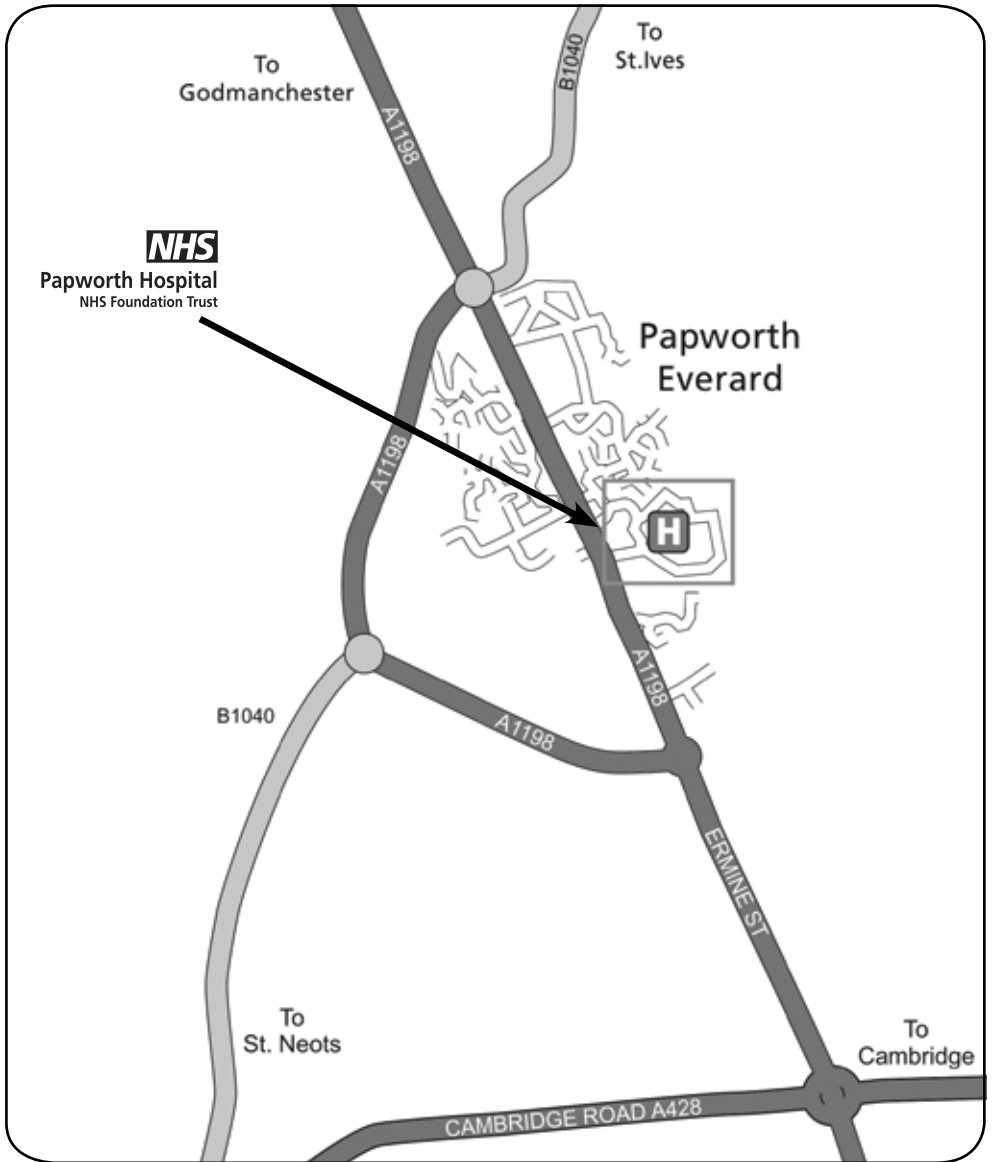 To
St.Ives
B1040
To
Godmanchester
A1198
NHS
Papworth Hospital
NHS Foundation Trust
Papworth
Everard
A1198
H
A1198
B1040
A1198
ERMINE ST
To
St. Neots
To
Cambridge
CAMBRIDGE ROAD A428